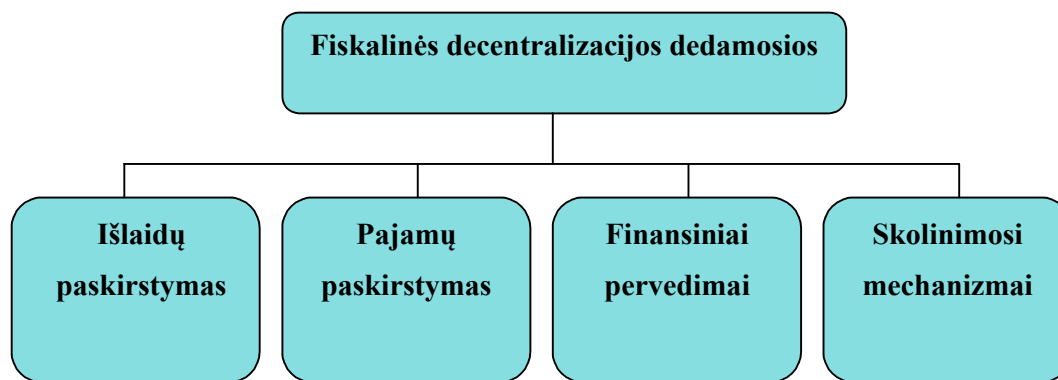 Fiskalinės decentralizacijos dedamosios
Išlaidų
paskirstymas
Pajamų
paskirstymas
Finansiniai
pervedimai
Skolinimosi
mechanizmai